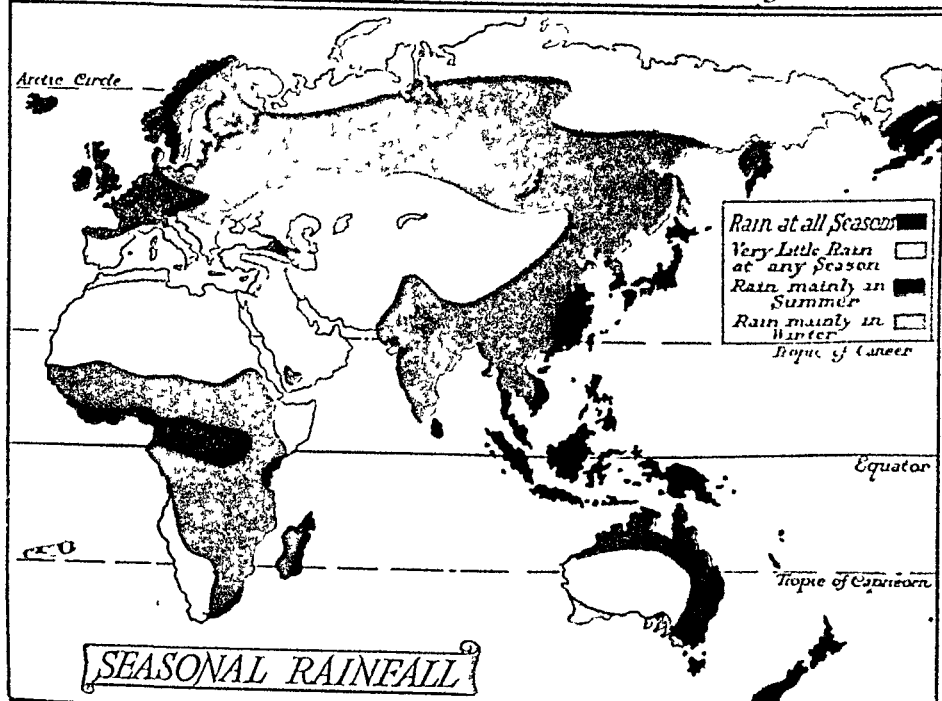 Arctic Circle
Rain at all Seasons
Very Little Rain
at any Season
Rain mainly in
Summer
Rain mainly in
Winter
Tropic of Cancer
Equator
Tropic of Capricorn
SEASONAL RAINFALL